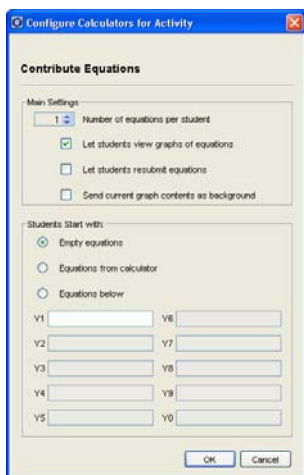 Configure Calculators for Activity
Contribute Equations
Main Settings
1 Number of equations per student
Let students view graphs of equations
Let students resubmit equations
Send current graph contents as background
Students Start with:
Empty equations
Equations from calculator
Equations below
Y1 Y6
Y2 Y7
Y3 Y8
Y4 Y9
Y5 Y0
OK Cancel